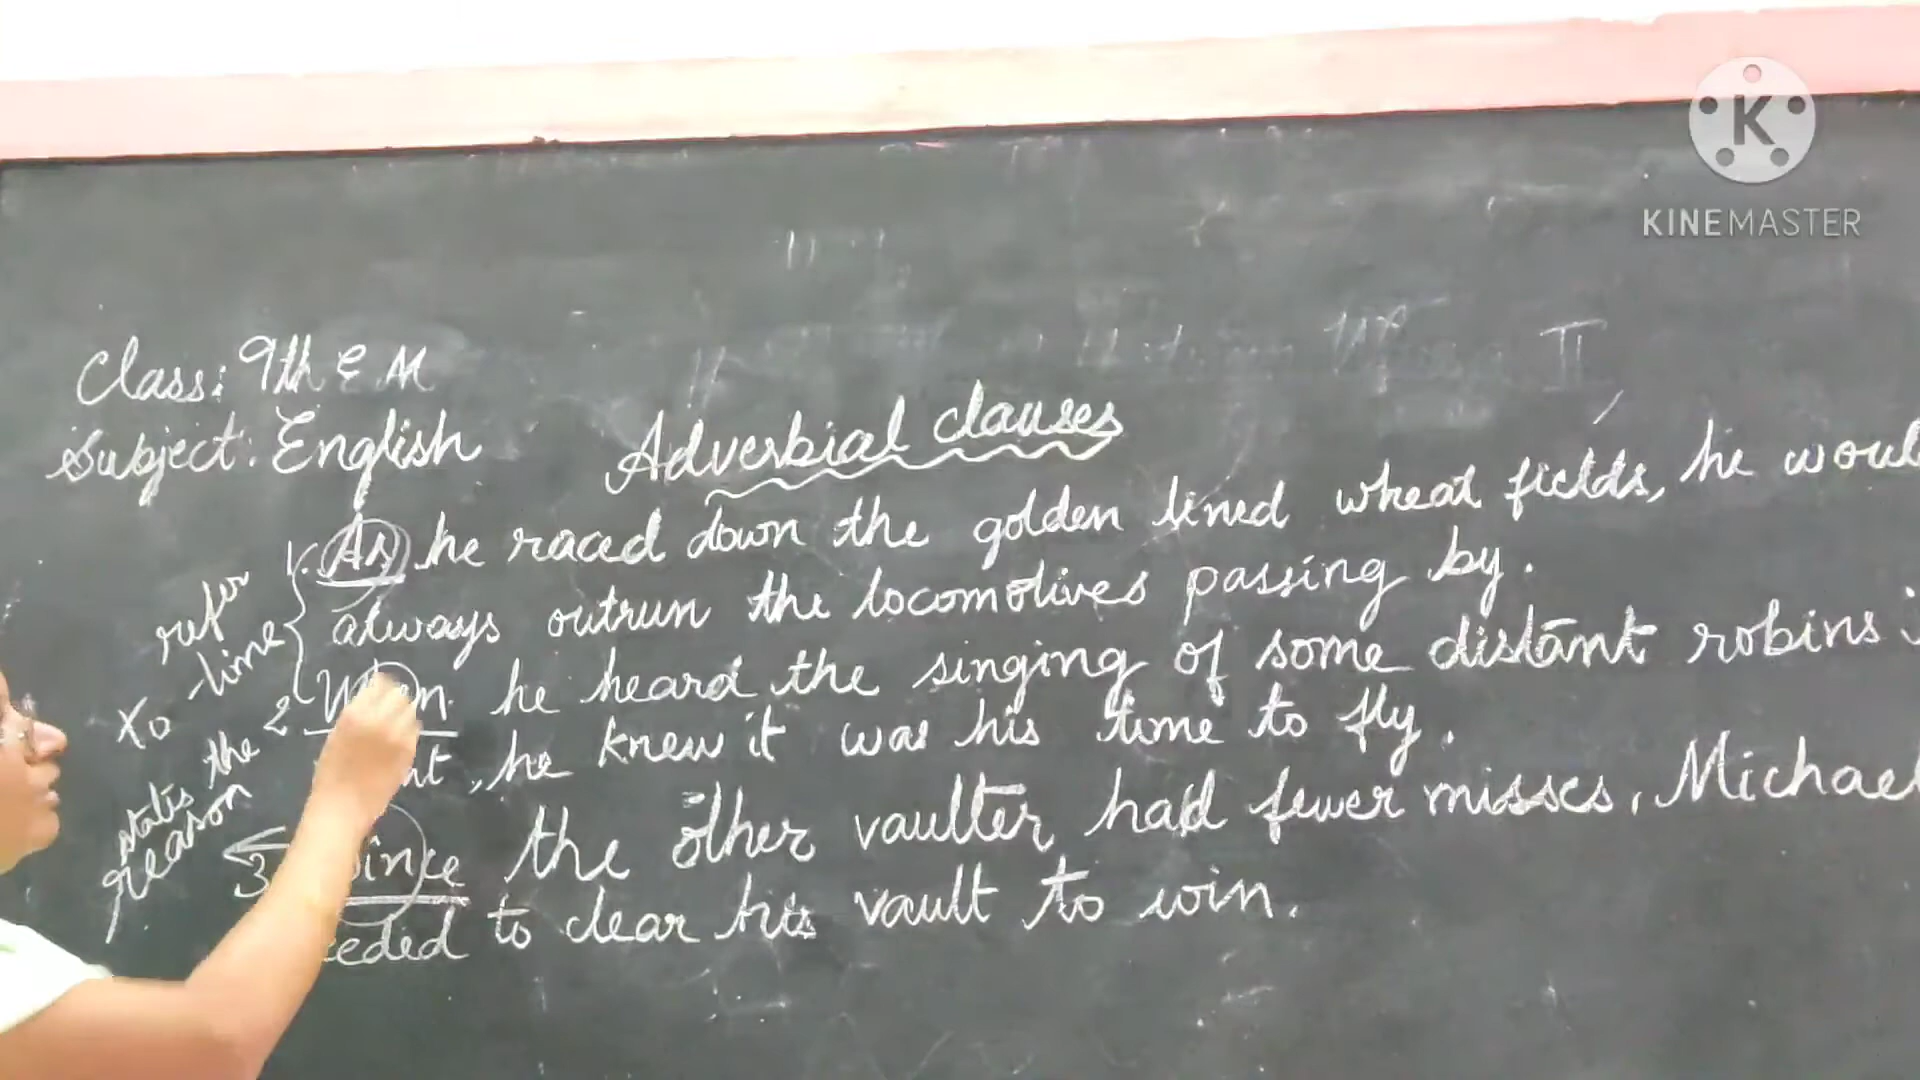 KINEMASTER
Class: 9th E M
Subject: English
Adverbial clauses
1. As he raced down the golden lined wheat fields, he woul
always outrun the locomotives passing by.
2 When he heard the singing of some distant robins i
nt, he knew it was his time to fly.
3 Since the other vaulter had fewer misses, Michael
eeded to clear his vault to win.
refer
to time
states the
reason